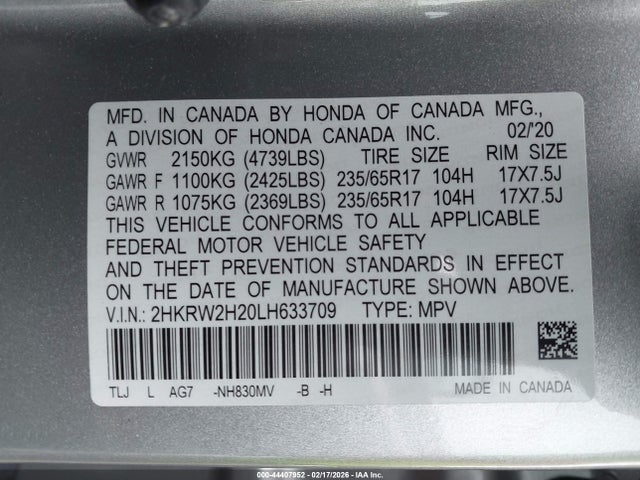 MFD. IN CANADA BY HONDA OF CANADA MFG.,
A DIVISION OF HONDA CANADA INC. 02/'20
GVWR 2150KG (4739LBS) TIRE SIZE RIM SIZE
GAWR F 1100KG (2425LBS) 235/65R17 104H 17X7.5J
GAWR R 1075KG (2369LBS) 235/65R17 104H 17X7.5J
THIS VEHICLE CONFORMS TO ALL APPLICABLE
FEDERAL MOTOR VEHICLE SAFETY
AND THEFT PREVENTION STANDARDS IN EFFECT
ON THE DATE OF MANUFACTURE SHOWN ABOVE.
V.I.N.: 2HKRW2H20LH633709 TYPE: MPV
TLJ L AG7 -NH830MV -B -H MADE IN CANADA
000-44407952 - 02/17/2026 - IAA Inc.